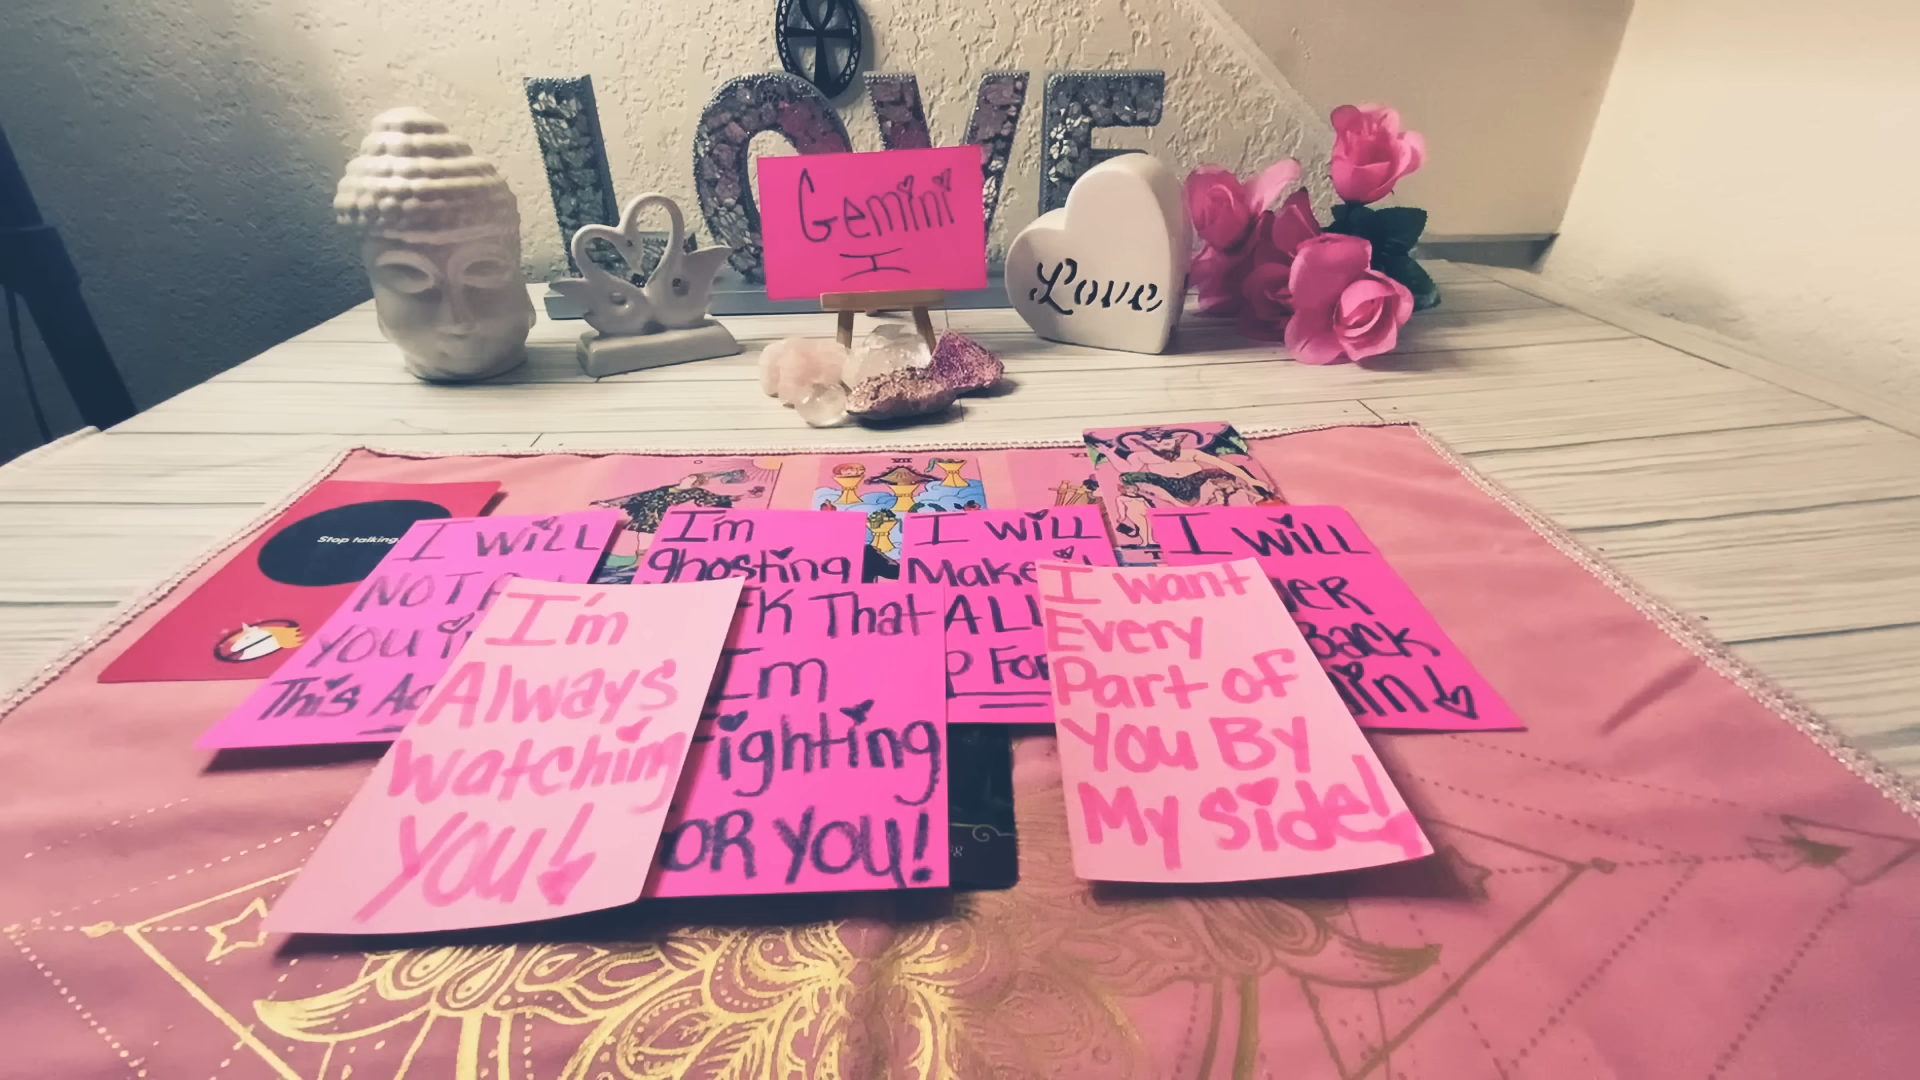 LOVE
Gemini
Love
VII
Stop talking
I WILL
NOT
YOU
This
I'm
ghosting
That
I'm
Fighting
FOR YOU!
I WILL
Make
ALL
FOR
I WILL
Back
I'm
Always
Watching
YOU
I Want
Every
Part of
You By
My Side!